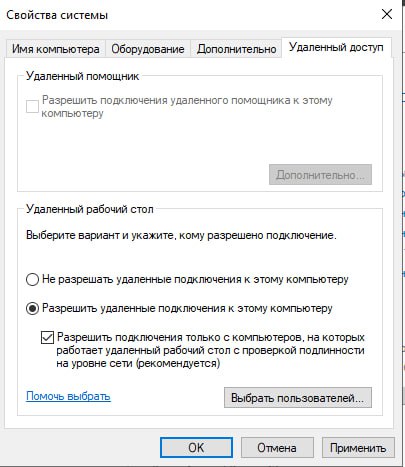 Свойства системы
Имя компьютера
Оборудование
Дополнительно
Удаленный доступ
Удаленный помощник
Разрешить подключения удаленного помощника к этому
компьютеру
Дополнительно...
Удаленный рабочий стол
Выберите вариант и укажите, кому разрешено подключение.
Не разрешать удаленные подключения к этому компьютеру
Разрешить удаленные подключения к этому компьютеру
Разрешить подключения только с компьютеров, на которых
работает удаленный рабочий стол с проверкой подлинности
на уровне сети (рекомендуется)
Помочь выбрать
Выбрать пользователей...
OK
Отмена
Применить